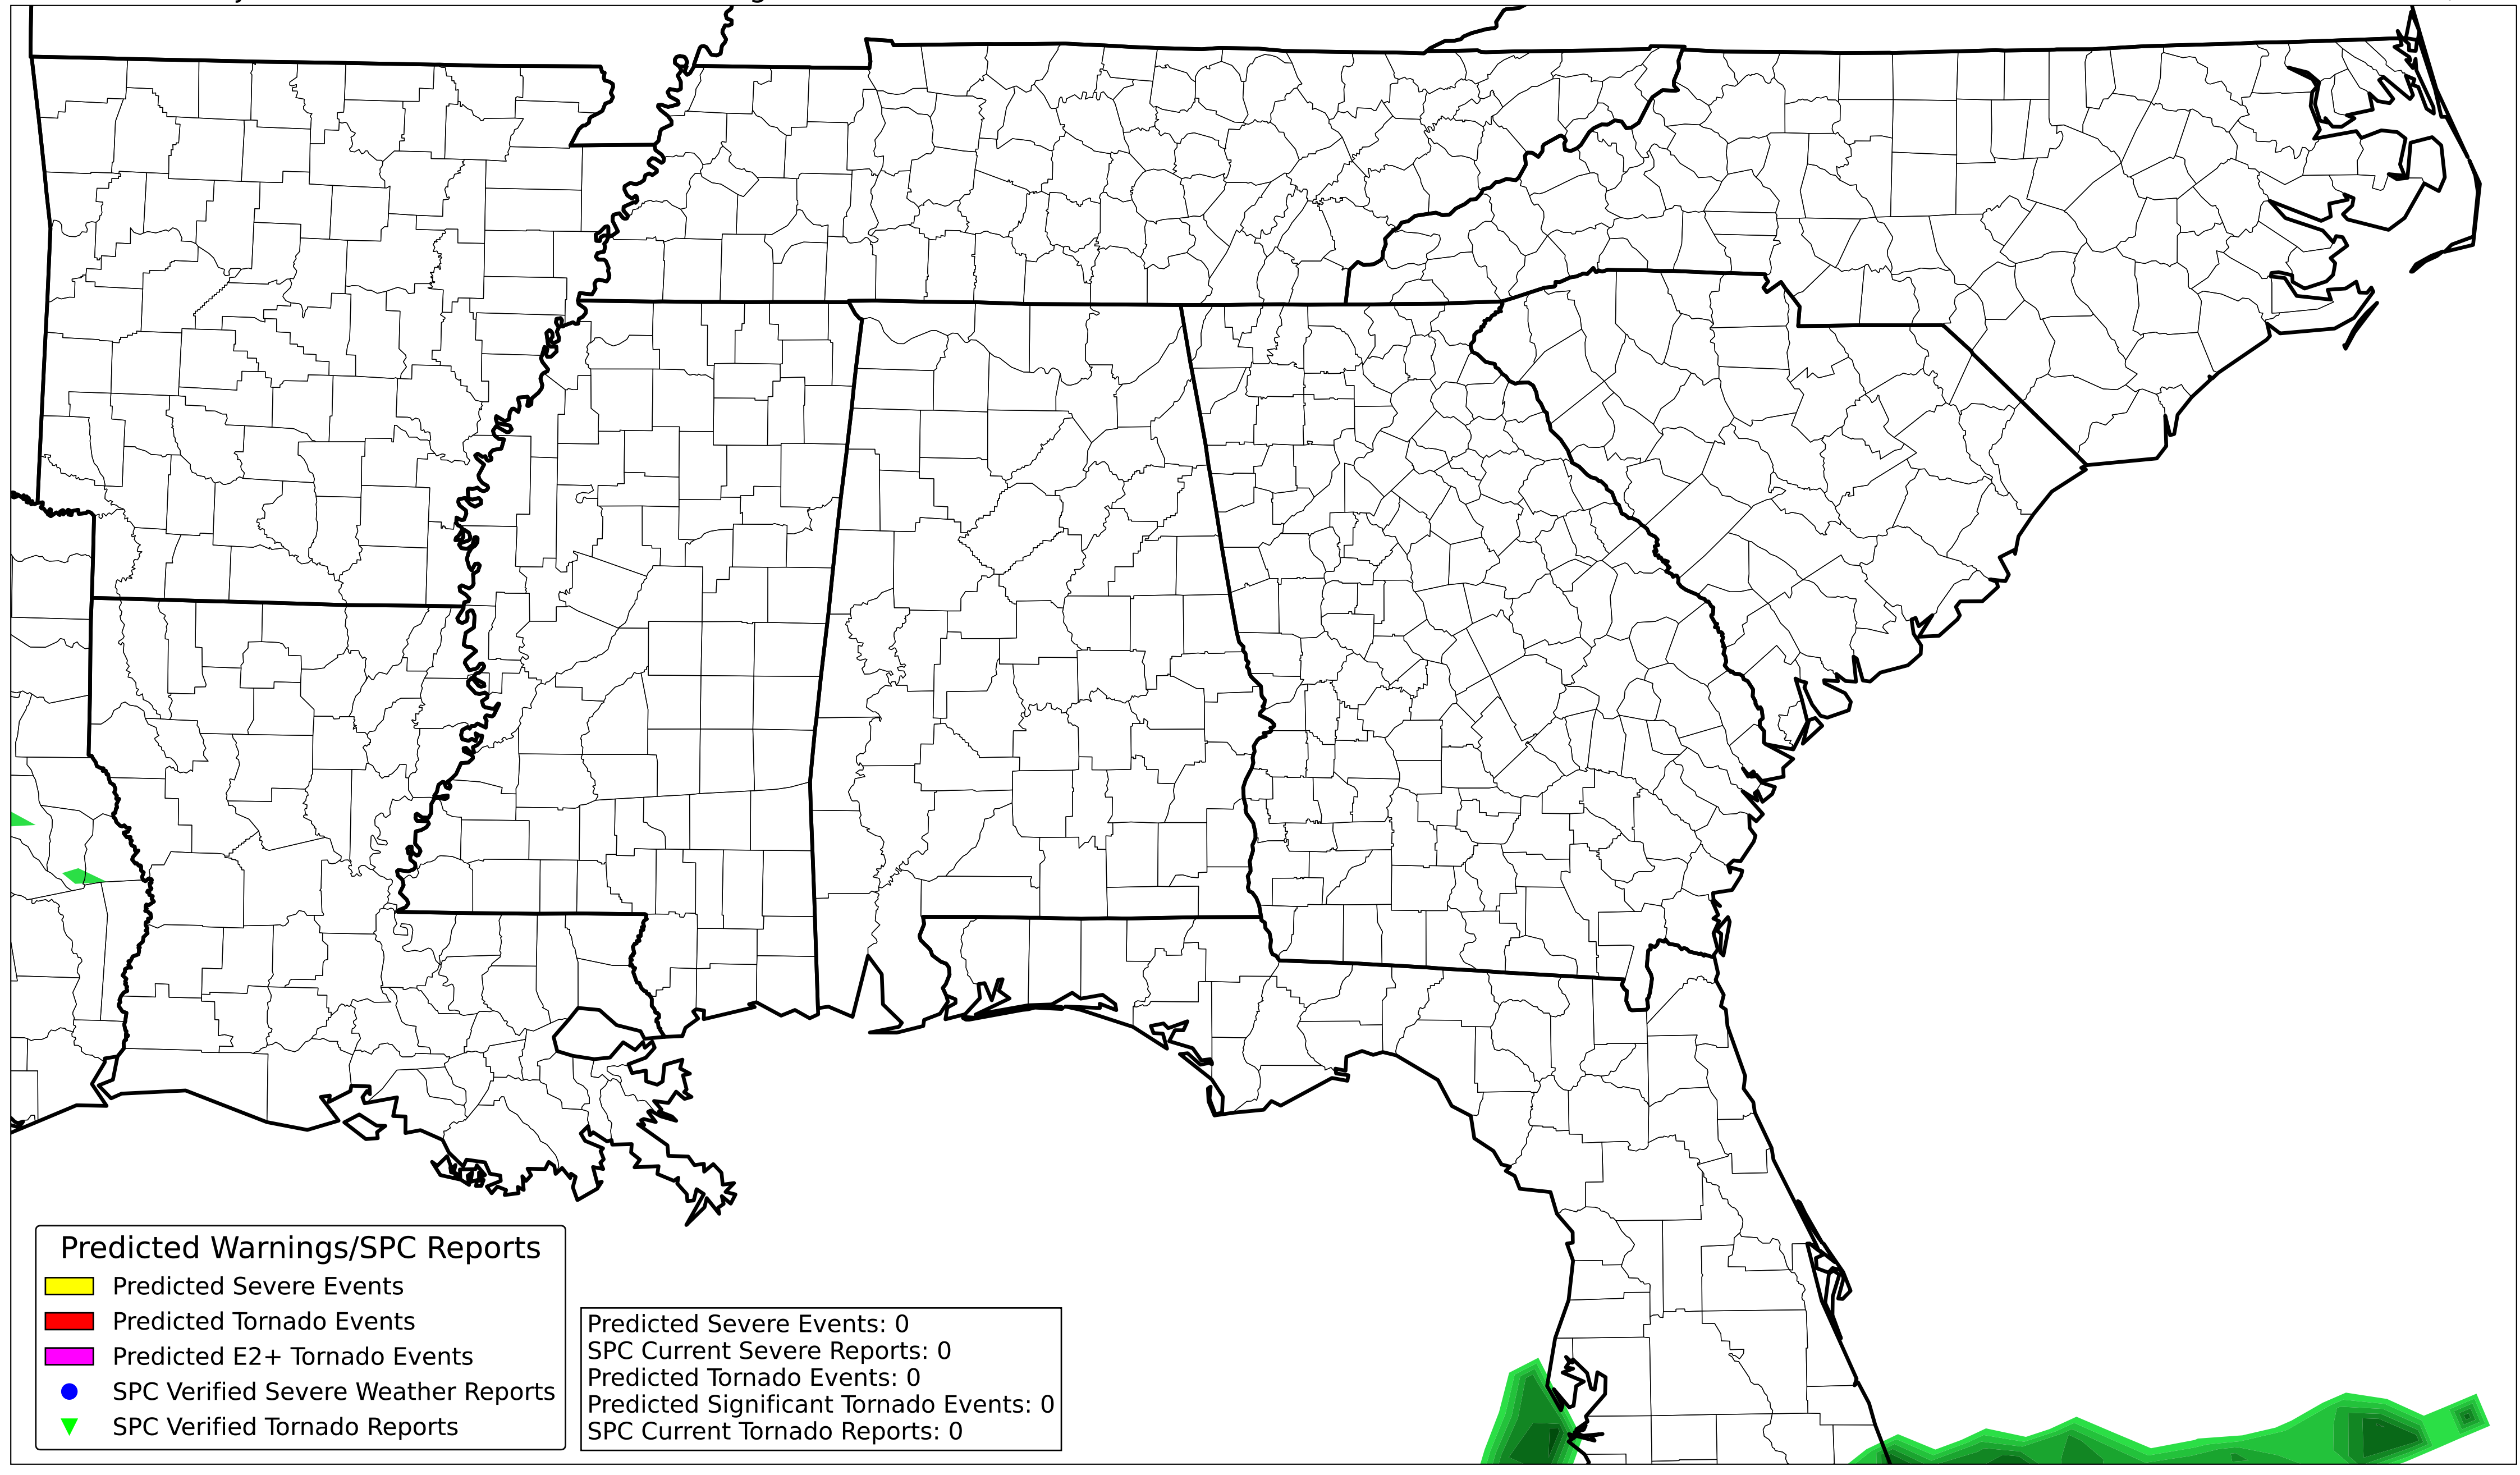 Predicted Warnings/SPC Reports
Predicted Severe Events
Predicted Tornado Events
Predicted E2+ Tornado Events
SPC Verified Severe Weather Reports
SPC Verified Tornado Reports
Predicted Severe Events: 0
SPC Current Severe Reports: 0
Predicted Tornado Events: 0
Predicted Significant Tornado Events: 0
SPC Current Tornado Reports: 0